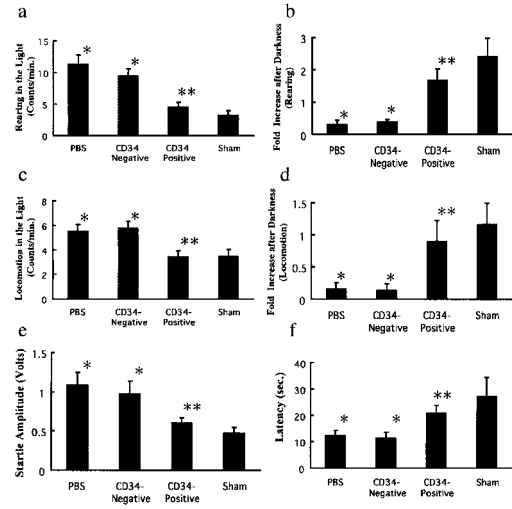 a
Rearing in the Light
(Counts/min.)
15
10
5
0
*
*
**
PBS
CD34
Negative
CD34
Positive
Sham
b
Fold Increase after Darkness
(Rearing)
3
2
1
0
*
*
**
PBS
CD34-
Negative
CD34-
Positive
Sham
c
Locomotion in the Light
(Counts/min.)
8
6
4
2
0
*
*
**
PBS
CD34-
Negative
CD34-
Positive
Sham
d
Fold Increase after Darkness
(Locomotion)
1.5
1
0.5
0
*
*
**
PBS
CD34-
Negative
CD34-
Positive
Sham
e
Startle Amplitude (Volts)
1.5
1
0.5
0
*
*
**
PBS
CD34-
Negative
CD34-
Positive
Sham
f
Latency (sec.)
40
30
20
10
0
*
*
**
PBS
CD34-
Negative
CD34-
Positive
Sham